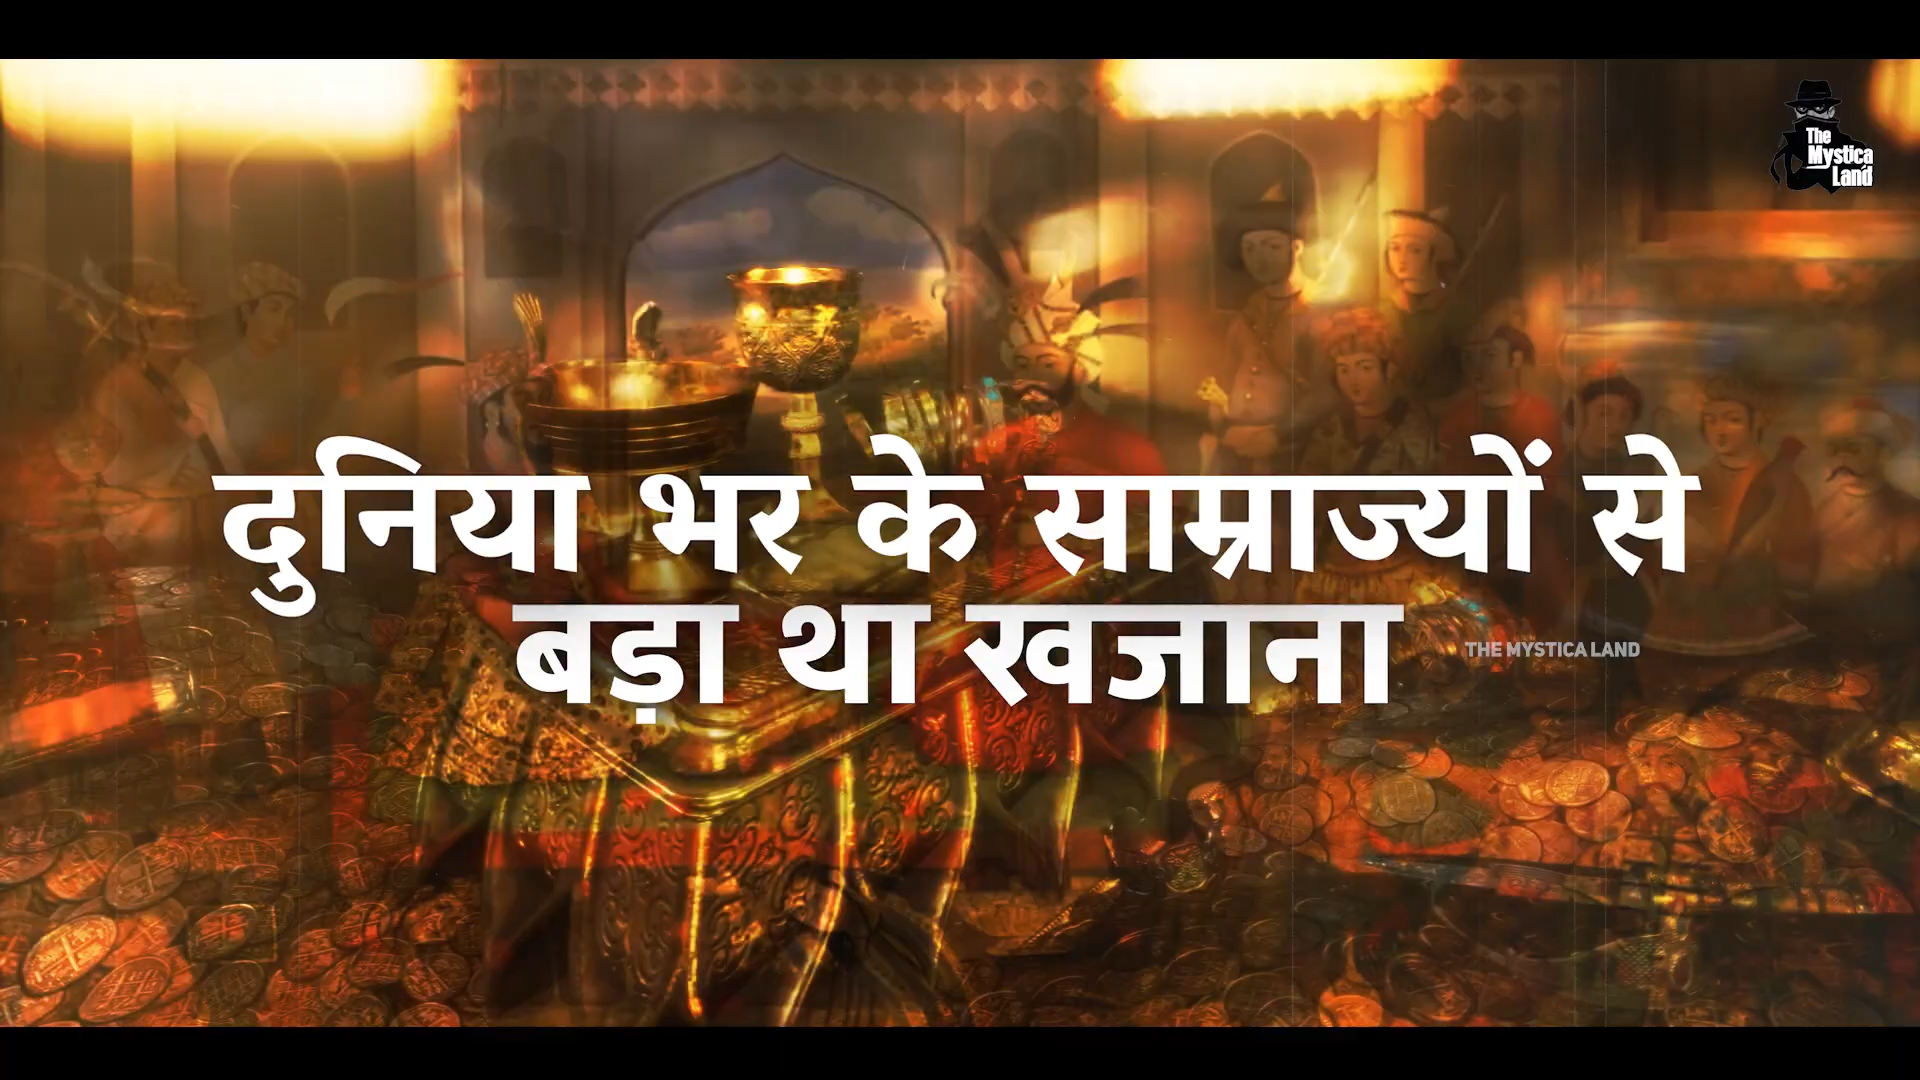 The
Mystica
Land
दुनिया भर के साम्राज्यों से
बड़ा था खजाना
THE MYSTICA LAND